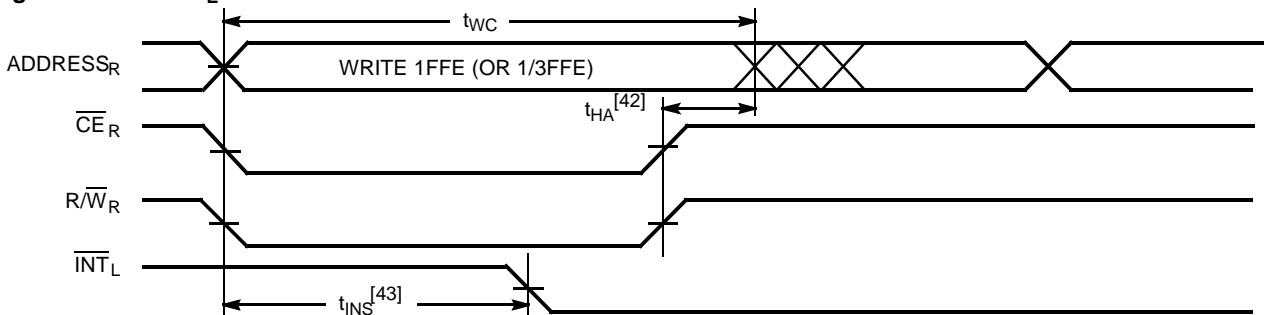 tWC
ADDRESSR
WRITE 1FFE (OR 1/3FFE)
tHA[42]
CER
R/WR
INTL
tINS[43]